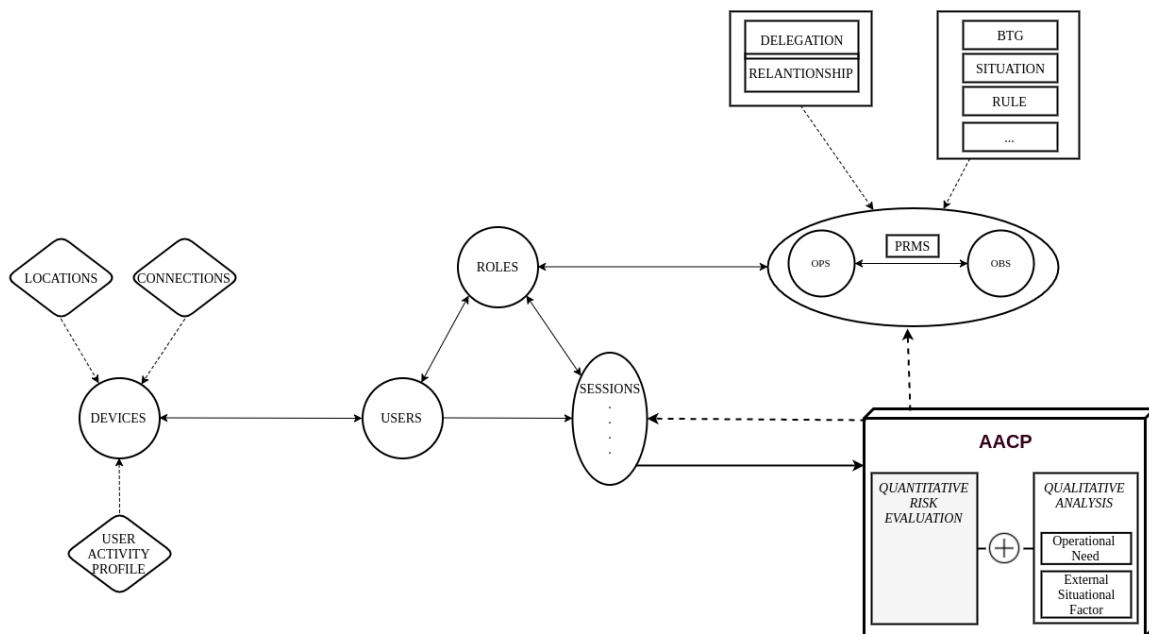 DELEGATION
RELANTIONSHIP
BTG
SITUATION
RULE
...
LOCATIONS
CONNECTIONS
ROLES
OPS
PRMS
OBS
DEVICES
USERS
SESSIONS
.
.
.
.
AACP
QUANTITATIVE
RISK
EVALUATION
QUALITATIVE
ANALYSIS
Operational
Need
External
Situational
Factor
USER
ACTIVITY
PROFILE